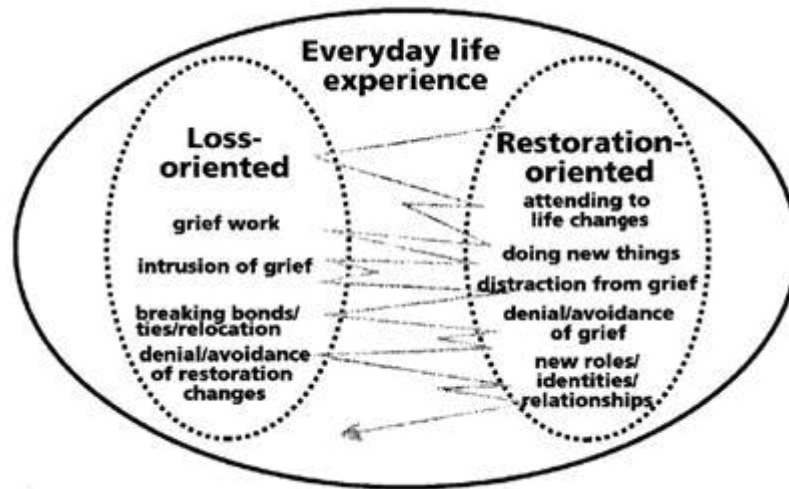 Everyday life
experience
Loss-
oriented
grief work
intrusion of grief
breaking bonds/
ties/relocation
denial/avoidance
of restoration
changes
Restoration-
oriented
attending to
life changes
doing new things
distraction from grief
denial/avoidance
of grief
new roles/
identities/
relationships